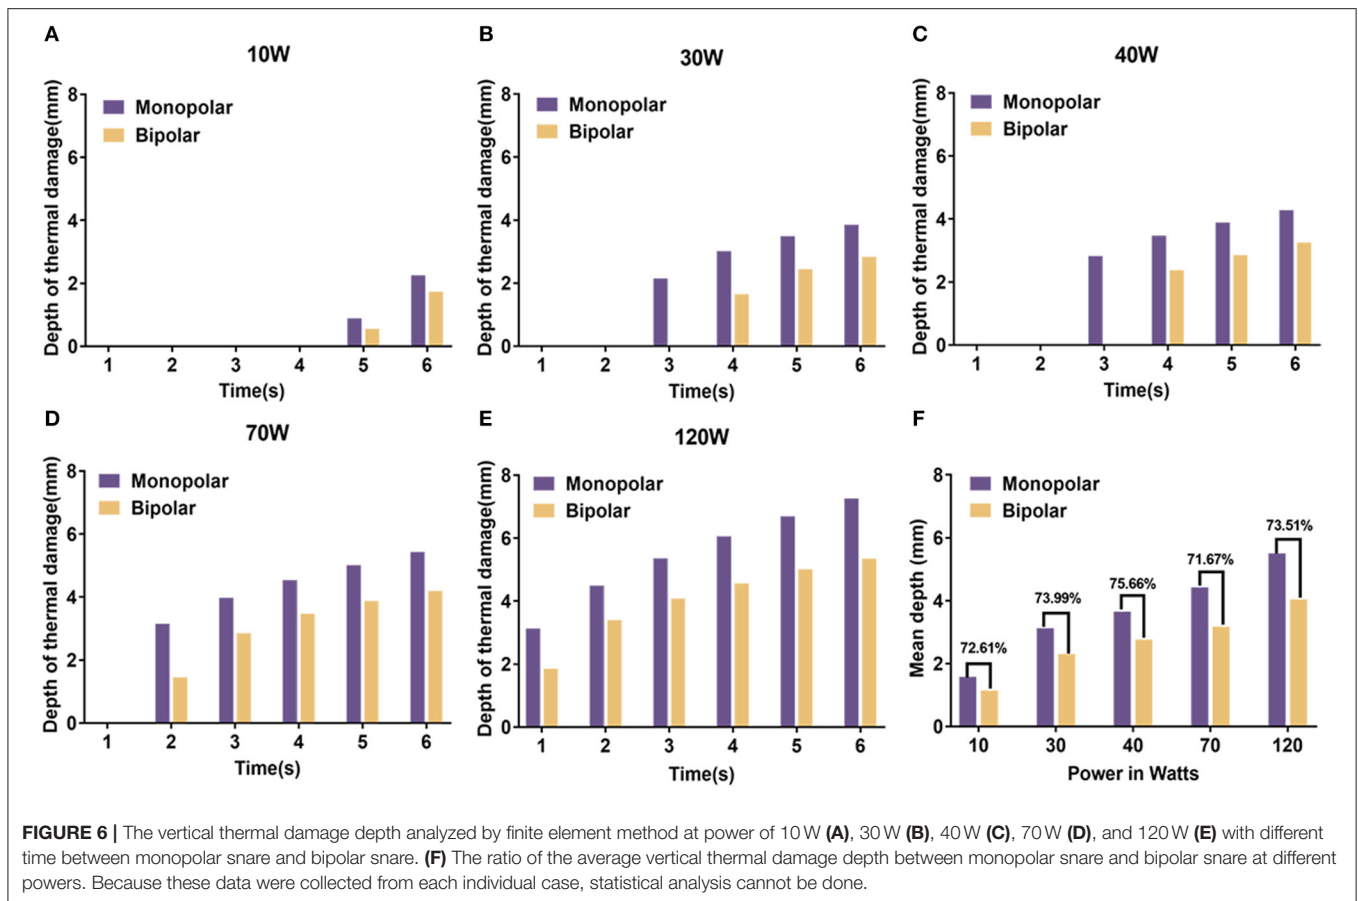 A
10W
Depth of thermal damage(mm)
8
6
4
2
0
Monopolar
Bipolar
1 2 3 4 5 6
Time(s)
B
30W
Depth of thermal damage(mm)
8
6
4
2
0
Monopolar
Bipolar
1 2 3 4 5 6
Time(s)
C
40W
Depth of thermal damage(mm)
8
6
4
2
0
Monopolar
Bipolar
1 2 3 4 5 6
Time(s)
D
70W
Depth of thermal damage(mm)
8
6
4
2
0
Monopolar
Bipolar
1 2 3 4 5 6
Time(s)
E
120W
Depth of thermal damage(mm)
8
6
4
2
0
Monopolar
Bipolar
1 2 3 4 5 6
Time(s)
F
Mean depth (mm)
8
6
4
2
0
Monopolar
Bipolar
72.61%
73.99%
75.66%
71.67%
73.51%
10 30 40 70 120
Power in Watts
FIGURE 6 | The vertical thermal damage depth analyzed by finite element method at power of 10 W (A), 30 W (B), 40 W (C), 70 W (D), and 120 W (E) with different
time between monopolar snare and bipolar snare. (F) The ratio of the average vertical thermal damage depth between monopolar snare and bipolar snare at different
powers. Because these data were collected from each individual case, statistical analysis cannot be done.